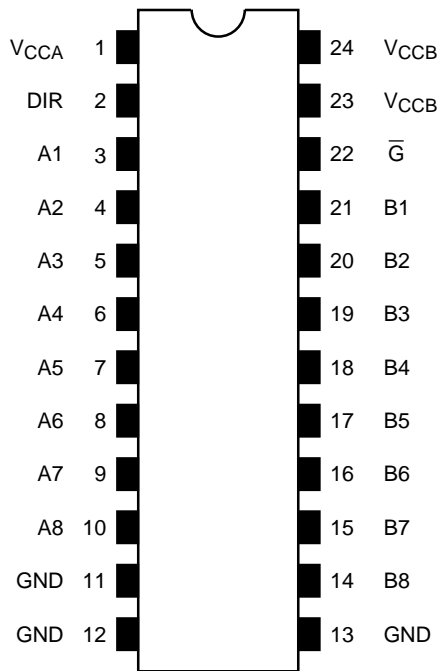 VCCA 1 24 VCCB
DIR 2 23 VCCB
A1 3 22 G̅
A2 4 21 B1
A3 5 20 B2
A4 6 19 B3
A5 7 18 B4
A6 8 17 B5
A7 9 16 B6
A8 10 15 B7
GND 11 14 B8
GND 12 13 GND